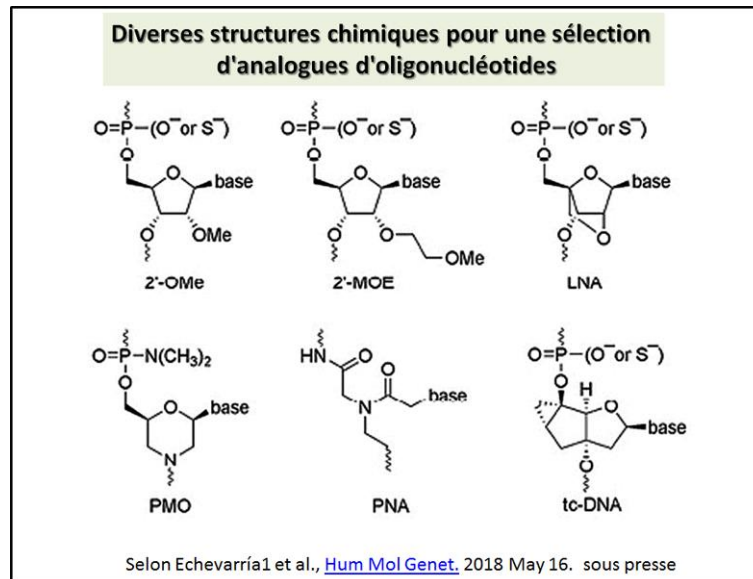 Diverses structures chimiques pour une sélection
d'analogues d'oligonucléotides
O=P—(O⁻or S⁻) O=P—(O⁻or S⁻) O=P—(O⁻or S⁻)
O O O
O base O base O base
O OMe O O OMe O O
2'-OMe 2'-MOE LNA
O=P—N(CH₃)₂ HN O O=P—(O⁻or S⁻)
O O O H
O base N base O base
N O
PMO PNA tc-DNA
Selon Echevarría1 et al., Hum Mol Genet. 2018 May 16. sous presse